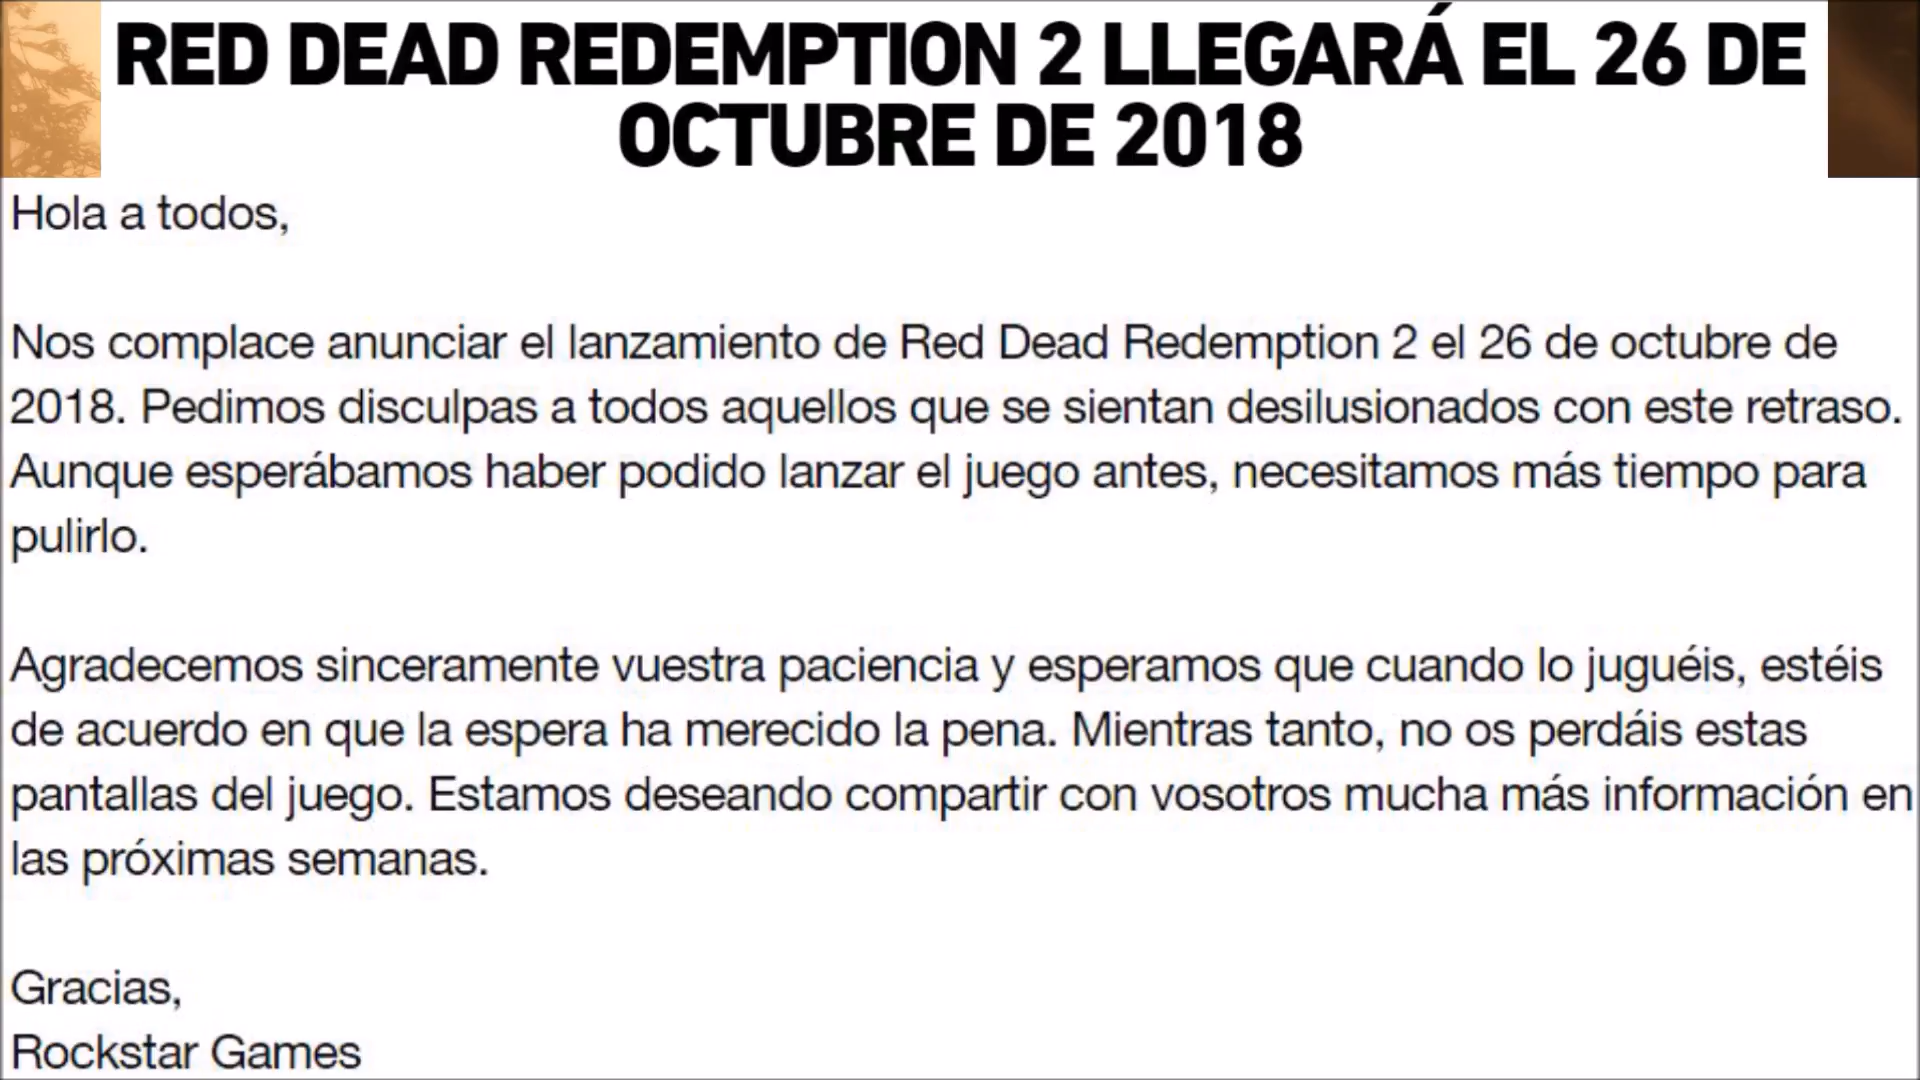 RED DEAD REDEMPTION 2 LLEGARÁ EL 26 DE
OCTUBRE DE 2018
Hola a todos,
Nos complace anunciar el lanzamiento de Red Dead Redemption 2 el 26 de octubre de
2018. Pedimos disculpas a todos aquellos que se sientan desilusionados con este retraso.
Aunque esperábamos haber podido lanzar el juego antes, necesitamos más tiempo para
pulirlo.
Agradecemos sinceramente vuestra paciencia y esperamos que cuando lo juguéis, estéis
de acuerdo en que la espera ha merecido la pena. Mientras tanto, no os perdáis estas
pantallas del juego. Estamos deseando compartir con vosotros mucha más información en
las próximas semanas.
Gracias,
Rockstar Games